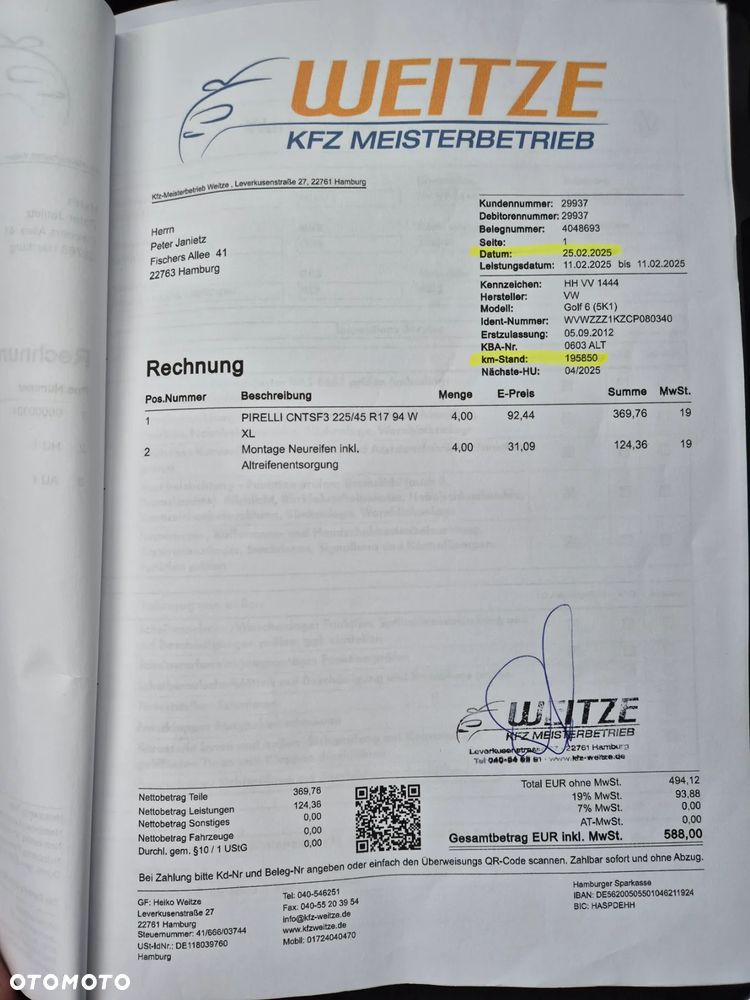 WEITZE
KFZ MEISTERBETRIEB
Kfz-Meisterbetrieb Weitze , Leverkusenstraße 27, 22761 Hamburg
Herrn
Peter Janietz
Fischers Allee 41
22763 Hamburg
Kundennummer: 29937
Debitorennummer: 29937
Belegnummer: 4048693
Seite: 1
Datum: 25.02.2025
Leistungsdatum: 11.02.2025 bis 11.02.2025
Kennzeichen: HH VV 1444
Hersteller: VW
Modell: Golf 6 (5K1)
Ident-Nummer: WVWZZZ1KZCP080340
Erstzulassung: 05.09.2012
KBA-Nr. 0603 ALT
km-Stand: 195850
Nächste-HU: 04/2025
Rechnung
Pos.Nummer Beschreibung Menge E-Preis Summe MwSt.
1 PIRELLI CNTSF3 225/45 R17 94 W 4,00 92,44 369,76 19
XL
2 Montage Neureifen inkl. 4,00 31,09 124,36 19
Altreifenentsorgung
WEITZE
KFZ MEISTERBETRIEB
22761 Hamburg
www.kfz-weitze.de
Nettobetrag Teile 369,76
Nettobetrag Leistungen 124,36
Nettobetrag Sonstiges 0,00
Nettobetrag Fahrzeuge 0,00
Durchl. gem. §10 / 1 UStG 0,00
Total EUR ohne MwSt. 494,12
19% MwSt. 93,88
7% MwSt. 0,00
AT-MwSt. 0,00
Gesamtbetrag EUR inkl. MwSt. 588,00
Bei Zahlung bitte Kd-Nr und Beleg-Nr angeben oder einfach den Überweisungs QR-Code scannen. Zahlbar sofort und ohne Abzug.
GF: Heiko Weitze
Leverkusenstraße 27
22761 Hamburg
Steuernummer: 41/666/03744
USt-IdNr.: DE118039760
Hamburg
Tel: 040-546251
Fax: 040-55 20 39 54
info@kfz-weitze.de
www.kfzweitze.de
Mobil: 01724040470
Hamburger Sparkasse
IBAN: DE56200505501046211924
BIC: HASPDEHH
OTOMOTO